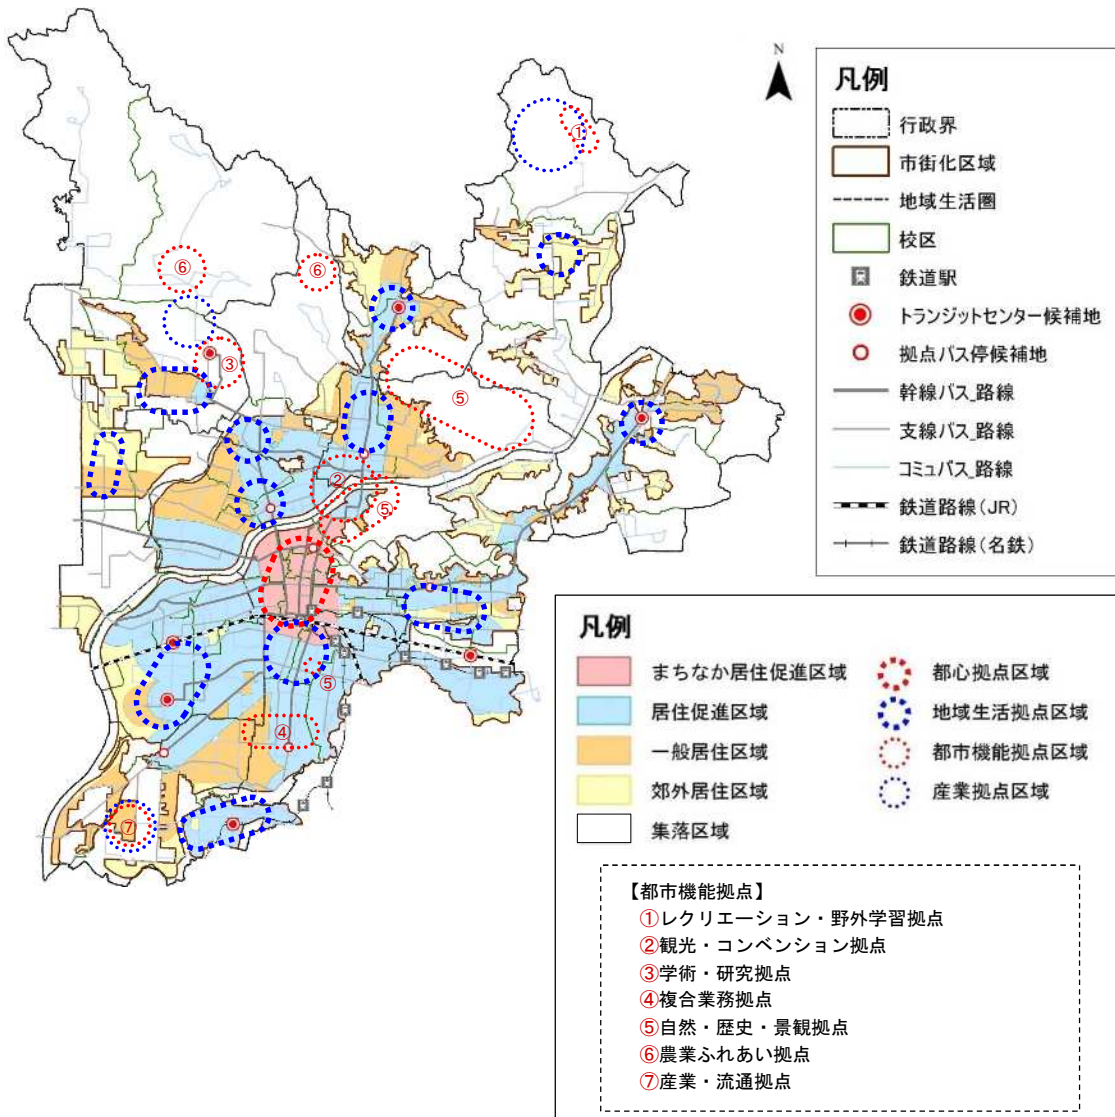 N
①
⑥
⑥
③
⑤
②
⑤
⑤
④
⑦
凡例
行政界
市街化区域
地域生活圏
校区
鉄道駅
トランジットセンター候補地
拠点バス停候補地
幹線バス_路線
支線バス_路線
コミュバス_路線
鉄道路線(JR)
鉄道路線(名鉄)
凡例
まちなか居住促進区域
居住促進区域
一般居住区域
郊外居住区域
集落区域
都心拠点区域
地域生活拠点区域
都市機能拠点区域
産業拠点区域
【都市機能拠点】
①レクリエーション・野外学習拠点
②観光・コンベンション拠点
③学術・研究拠点
④複合業務拠点
⑤自然・歴史・景観拠点
⑥農業ふれあい拠点
⑦産業・流通拠点